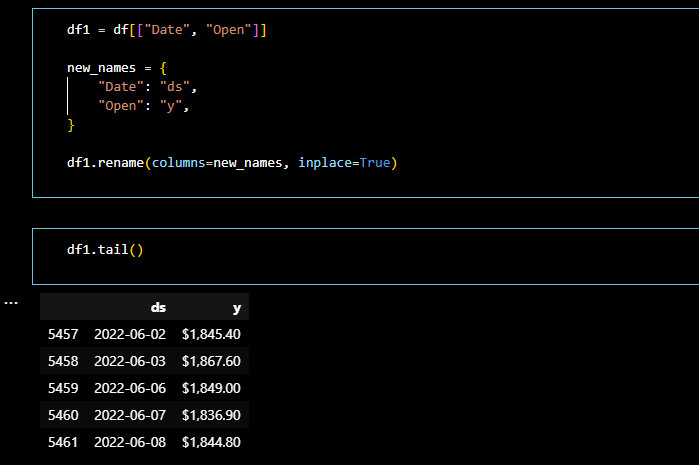 df1 = df[["Date", "Open"]]
new_names = {
"Date": "ds",
"Open": "y",
}
df1.rename(columns=new_names, inplace=True)
df1.tail()
...
ds y
5457 2022-06-02 $1,845.40
5458 2022-06-03 $1,867.60
5459 2022-06-06 $1,849.00
5460 2022-06-07 $1,836.90
5461 2022-06-08 $1,844.80